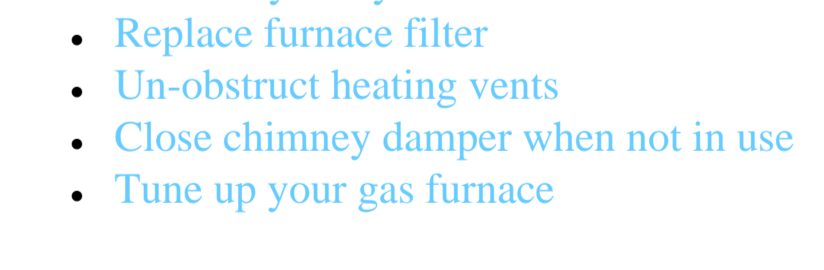 • Replace furnace filter
• Un-obstruct heating vents
• Close chimney damper when not in use
• Tune up your gas furnace